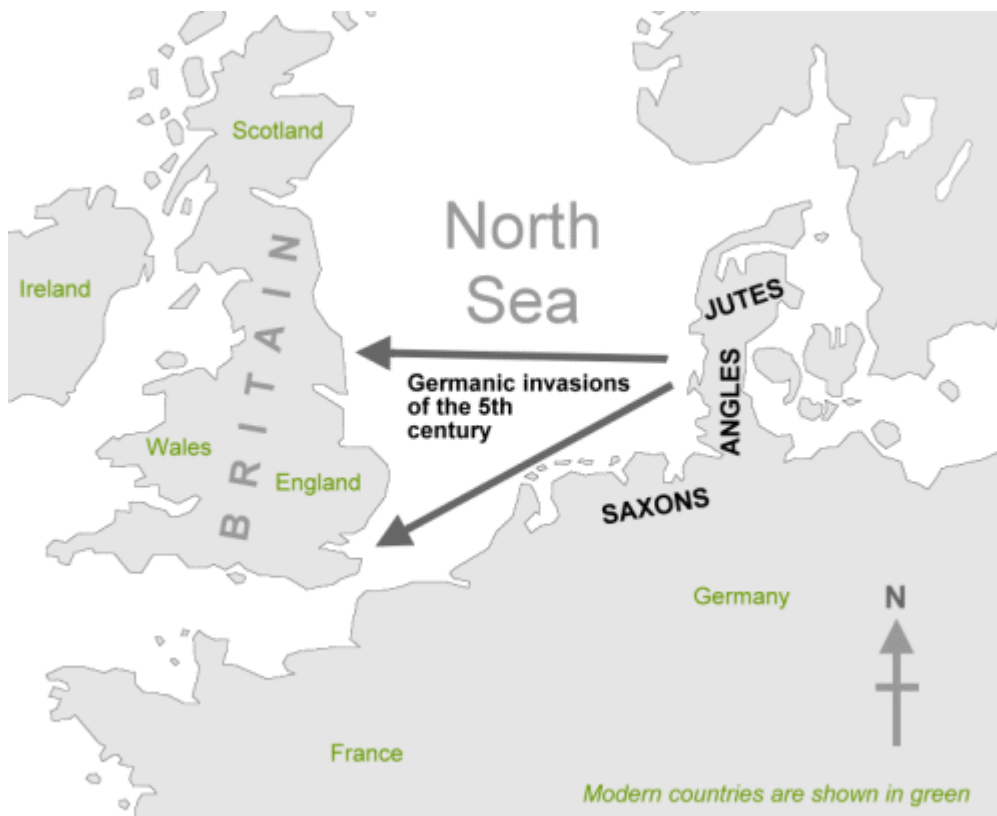 Scotland
North
Sea
Ireland
JUTES
BRITAIN
ANGLES
Germanic invasions
of the 5th
century
Wales
England
SAXONS
Germany
N
France
Modern countries are shown in green